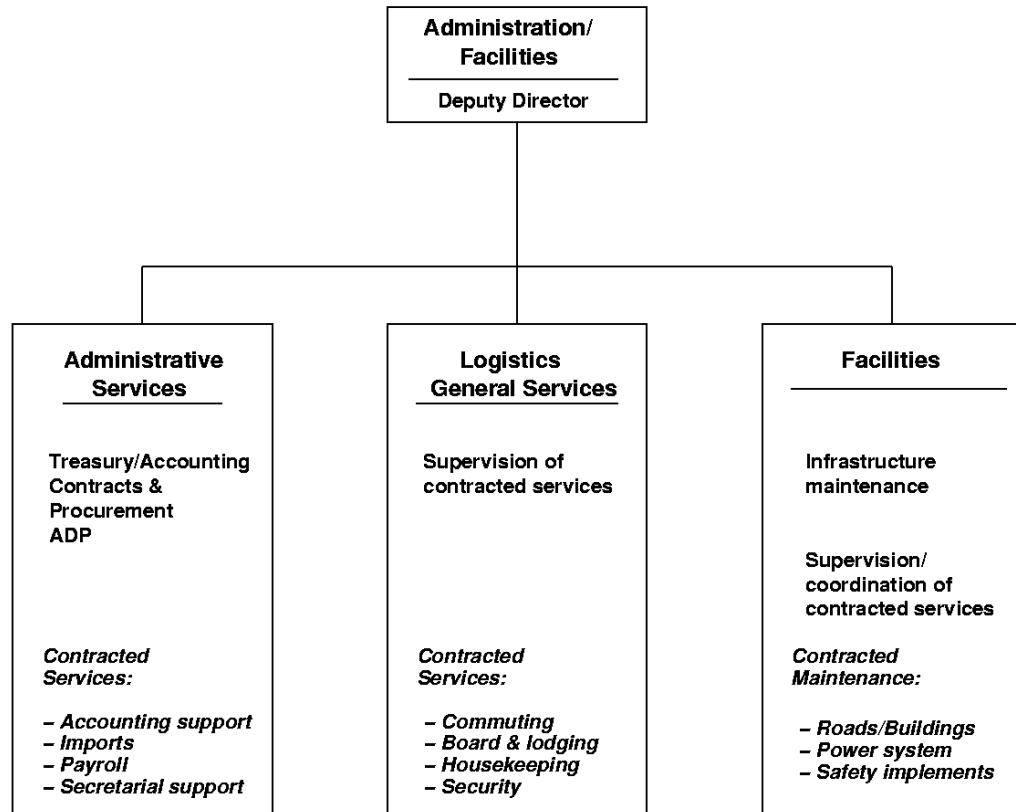 Administration/
Facilities
Deputy Director
Administrative
Services
Treasury/Accounting
Contracts &
Procurement
ADP
Contracted
Services:
– Accounting support
– Imports
– Payroll
– Secretarial support
Logistics
General Services
Supervision of
contracted services
Contracted
Services:
– Commuting
– Board & lodging
– Housekeeping
– Security
Facilities
Infrastructure
maintenance
Supervision/
coordination of
contracted services
Contracted
Maintenance:
– Roads/Buildings
– Power system
– Safety implements